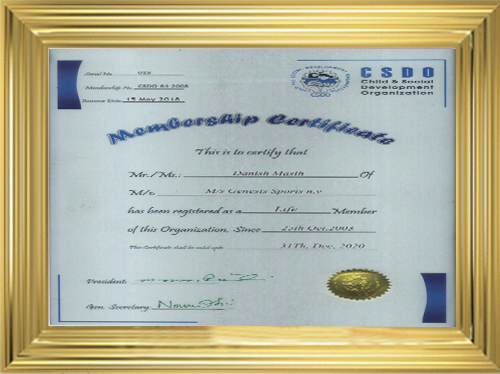 Serial No. 039
CSDO
Membership No. CSDO 84 2008
Child & Social
Development
Organization
Issuance Date: 15 May 2018
Membership Certificate
This is to certify that
Mr./Ms.: Danish Masih Of
M/s: M/s Genesis Sports n.v
has been registered as a Life Member
of this Organization. Since 22th Oct. 2003
This Certificate shall be valid upto 31Th, Dec, 2020
President:
Gen. Secretary: